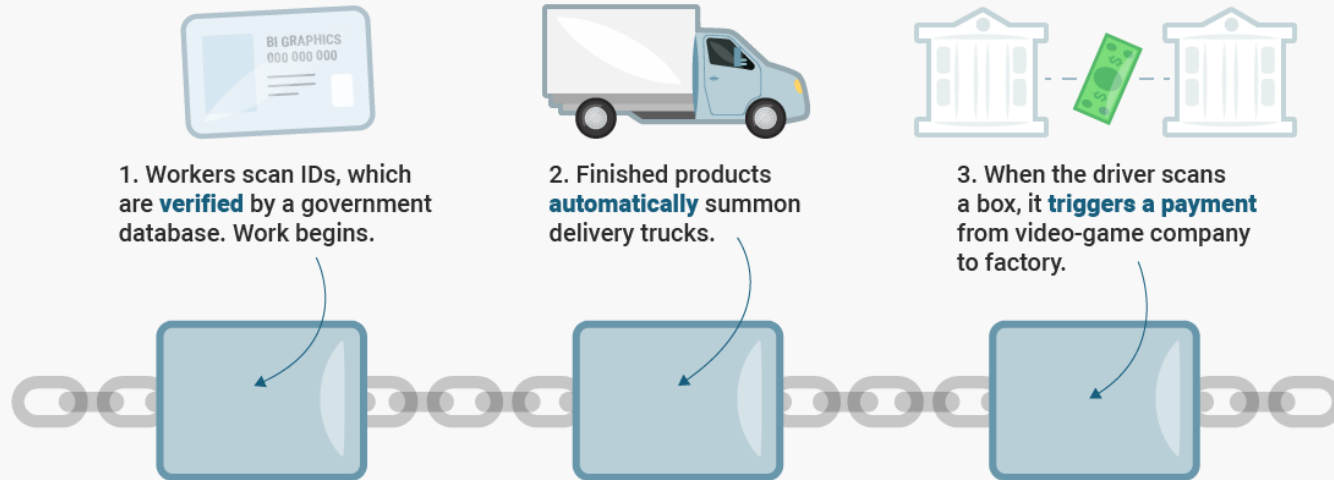 BI GRAPHICS
000 000 000
1. Workers scan IDs, which
are verified by a government
database. Work begins.
2. Finished products
automatically summon
delivery trucks.
3. When the driver scans
a box, it triggers a payment
from video-game company
to factory.